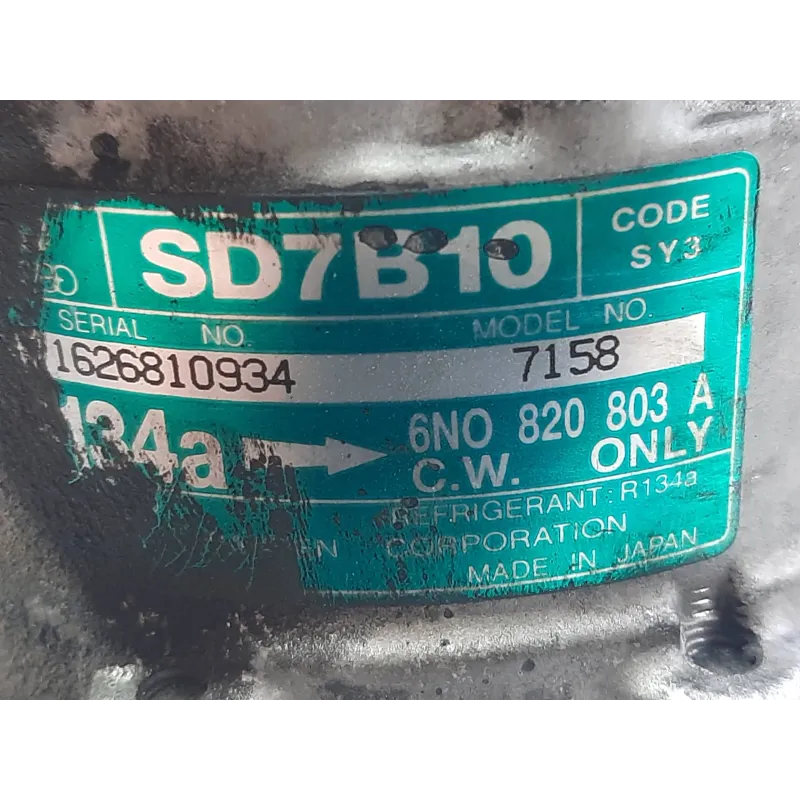 SD7B10
CODE
SY3
SERIAL NO. MODEL NO.
1626810934 7158
134a
6N0 820 803 A
C.W. ONLY
REFRIGERANT: R134a
CORPORATION
MADE IN JAPAN